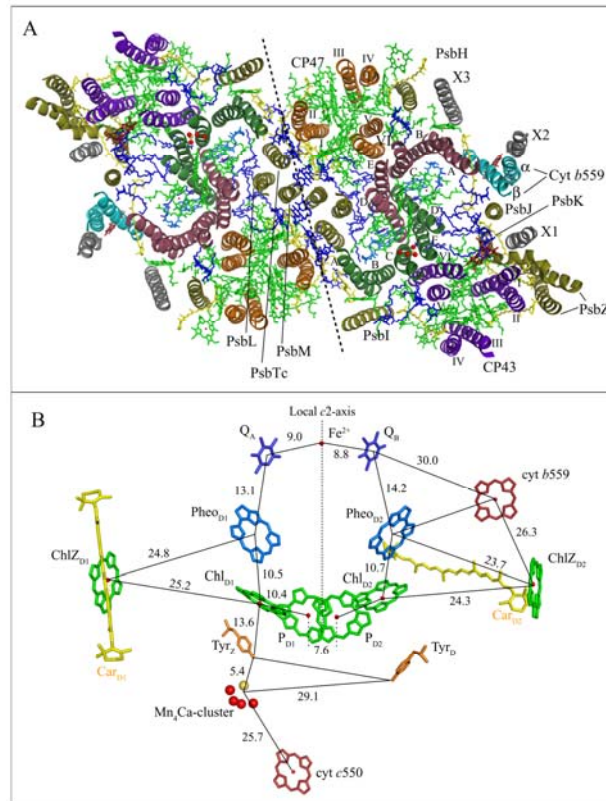 A
CP47
III
IV
PsbH
X3
II
VI
B
X2
E
C
A
α
Cyt b559
β
D
D
PsbJ
PsbK
X1
C
VI
B
V
PsbL
PsbM
PsbI
II
PsbZ
PsbTc
IV
III
CP43
B
Local c2-axis
QA
9.0
Fe2+
QB
8.8
30.0
cyt b559
13.1
14.2
PheoD1
PheoD2
26.3
ChlZD1
24.8
10.5
10.7
23.7
ChlZD2
25.2
ChlD1
10.4
ChlD2
24.3
CarD2
13.6
PD1
7.6
PD2
CarD1
TyrZ
TyrD
5.4
29.1
Mn4Ca-cluster
25.7
cyt c550